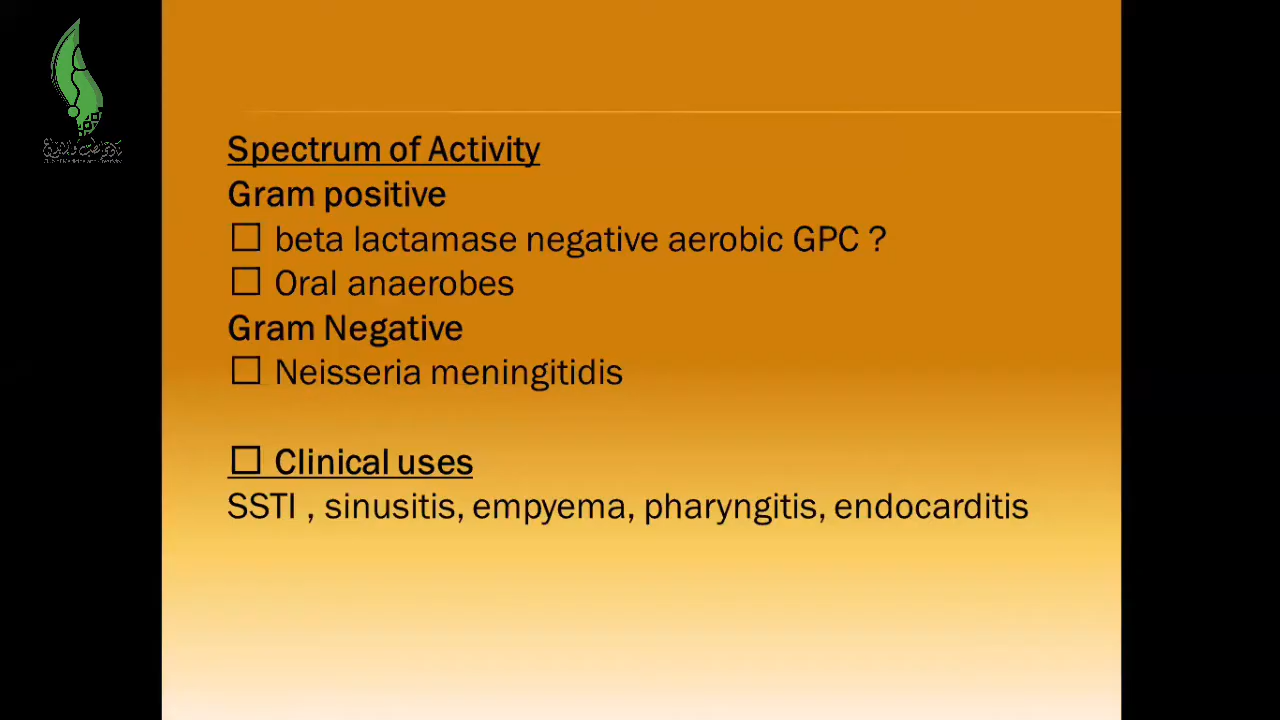 Spectrum of Activity
Gram positive
☐ beta lactamase negative aerobic GPC ?
☐ Oral anaerobes
Gram Negative
☐ Neisseria meningitidis
☐ Clinical uses
SSTI , sinusitis, empyema, pharyngitis, endocarditis